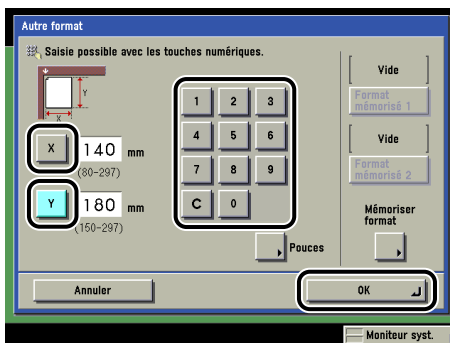 Autre format
Saisie possible avec les touches numériques.
Y
X
X
140 mm
(80-297)
Y
180 mm
(150-297)
1 2 3
4 5 6
7 8 9
C 0
Pouces
Vide
Format
mémorisé 1
Vide
Format
mémorisé 2
Mémoriser
format
Annuler
OK
Moniteur syst.